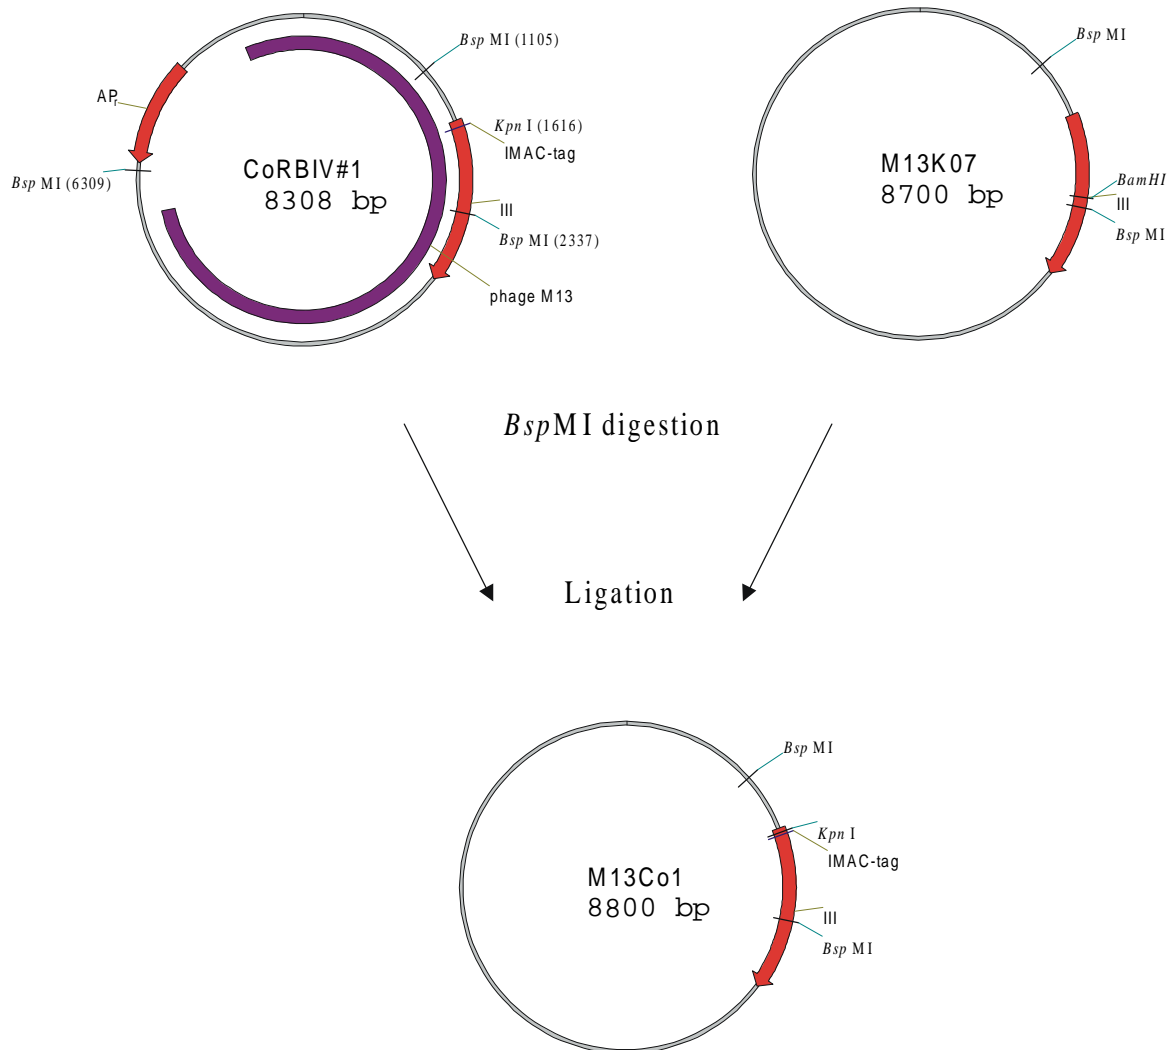 Bsp MI (1105)
APr
Kpn I (1616)
IMAC-tag
CoRBIV#1
8308 bp
Bsp MI (6309)
III
Bsp MI (2337)
phage M13
Bsp MI
M13K07
8700 bp
BamHI
III
Bsp MI
BspMI digestion
Ligation
Bsp MI
Kpn I
IMAC-tag
M13Co1
8800 bp
III
Bsp MI